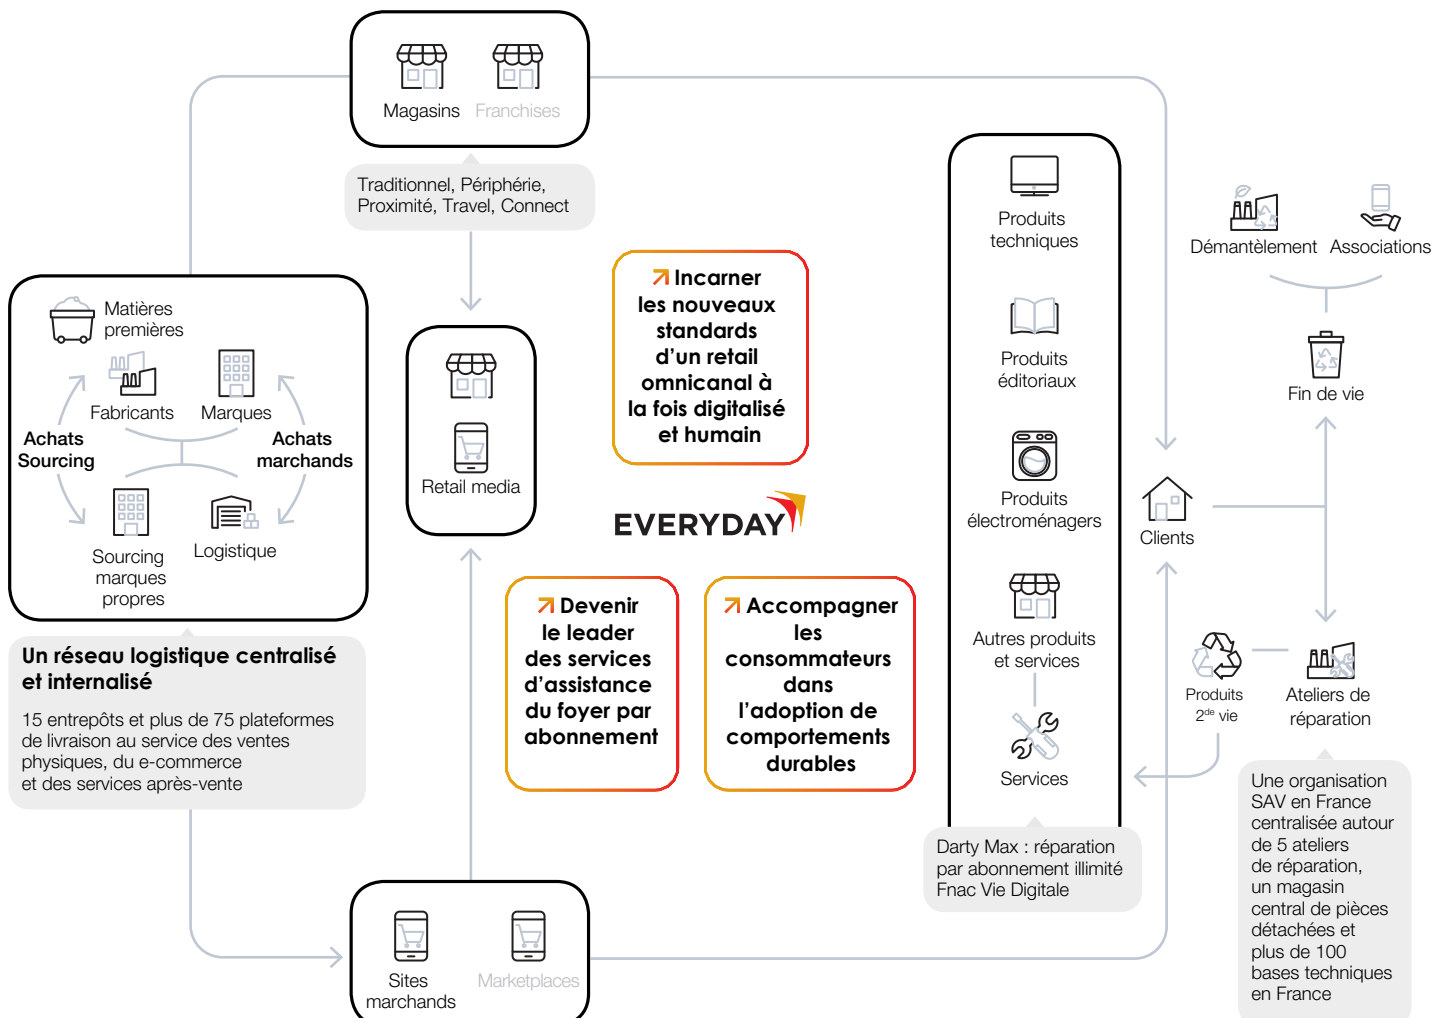 Magasins
Franchises
Traditionnel, Périphérie,
Proximité, Travel, Connect
Matières
premières
Fabricants
Marques
Achats
Sourcing
Achats
marchands
Sourcing
marques
propres
Logistique
Un réseau logistique centralisé
et internalisé
15 entrepôts et plus de 75 plateformes
de livraison au service des ventes
physiques, du e-commerce
et des services après-vente
Retail media
Incarner
les nouveaux
standards
d’un retail
omnicanal à
la fois digitalisé
et humain
EVERYDAY
Devenir
le leader
des services
d’assistance
du foyer par
abonnement
Accompagner
les
consommateurs
dans
l’adoption de
comportements
durables
Sites
marchands
Marketplaces
Produits
techniques
Produits
éditoriaux
Produits
électroménagers
Autres produits
et services
Services
Darty Max : réparation
par abonnement illimité
Fnac Vie Digitale
Démantèlement
Associations
Fin de vie
Clients
Produits
2de vie
Ateliers de
réparation
Une organisation
SAV en France
centralisée autour
de 5 ateliers
de réparation,
un magasin
central de pièces
détachées et
plus de 100
bases techniques
en France